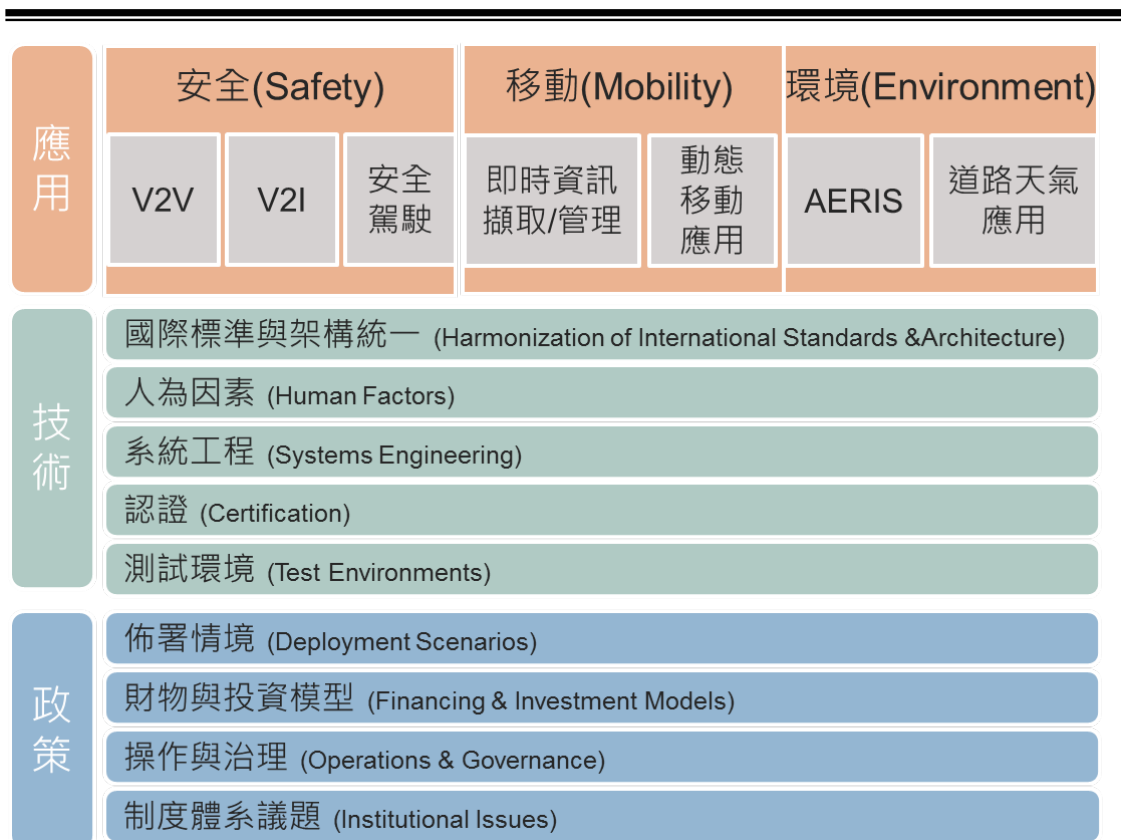 應用
安全(Safety)
移動(Mobility)
環境(Environment)
V2V
V2I
安全
駕駛
即時資訊
擷取/管理
動態
移動
應用
AERIS
道路天氣
應用
技術
國際標準與架構統一 (Harmonization of International Standards &Architecture)
人為因素 (Human Factors)
系統工程 (Systems Engineering)
認證 (Certification)
測試環境 (Test Environments)
政策
佈署情境 (Deployment Scenarios)
財物與投資模型 (Financing & Investment Models)
操作與治理 (Operations & Governance)
制度體系議題 (Institutional Issues)